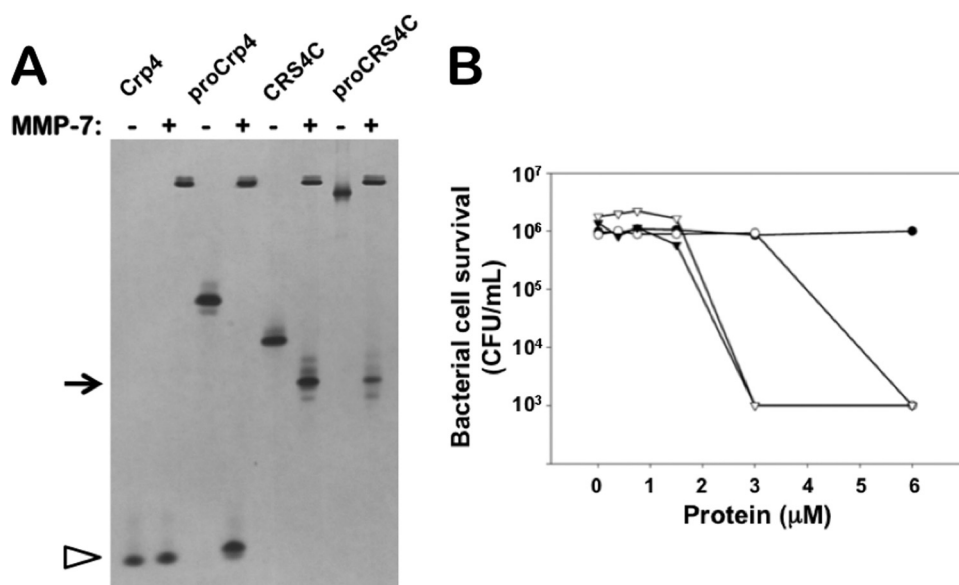 A
Crp4 proCrp4 CRS4C proCRS4C
MMP-7: - + - + - + - +
B
Bacterial cell survival
(CFU/mL)
10⁷
10⁶
10⁵
10⁴
10³
0 1 2 3 4 5 6
Protein (μM)